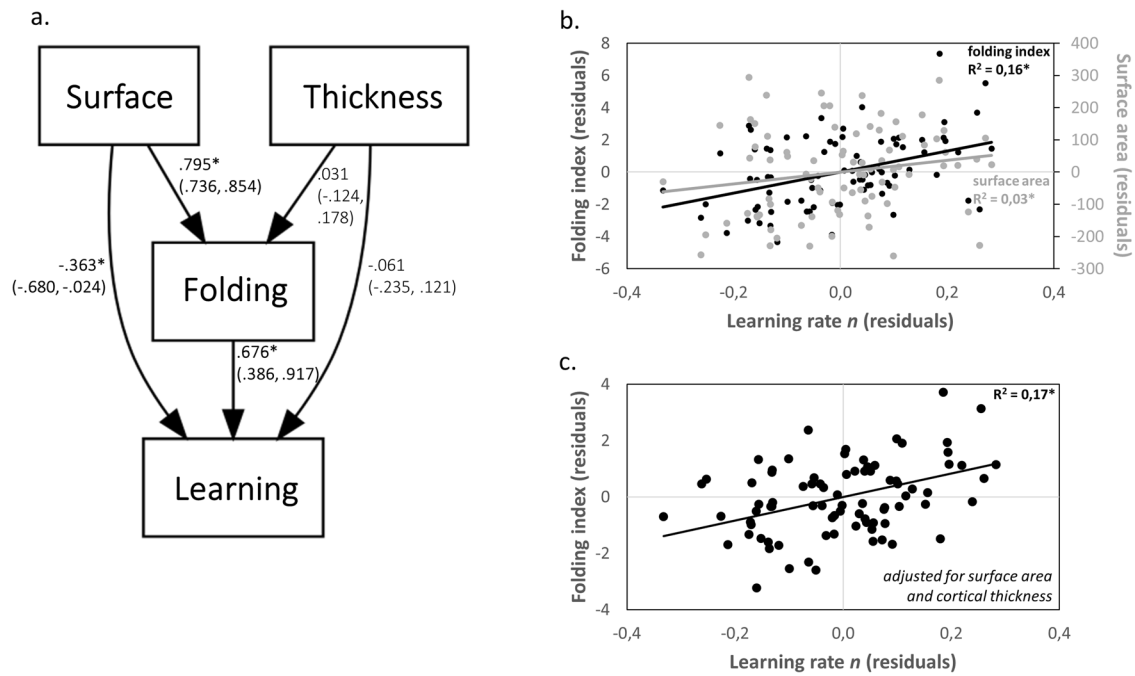 a.
Surface
Thickness
.795*
(.736, .854)
.031
(-.124,
.178)
Folding
-.363*
(-.680, -.024)
-.061
(-.235, .121)
.676*
(.386, .917)
Learning
b.
Folding index (residuals)
8
6
4
2
0
-2
-4
-6
folding index
R² = 0,16*
surface area
R² = 0,03*
400
300
200
100
0
-100
-200
-300
Surface area (residuals)
-0,4
-0,2
0,0
0,2
0,4
Learning rate n (residuals)
c.
Folding index (residuals)
4
2
0
-2
-4
R² = 0,17*
adjusted for surface area
and cortical thickness
-0,4
-0,2
0,0
0,2
0,4
Learning rate n (residuals)